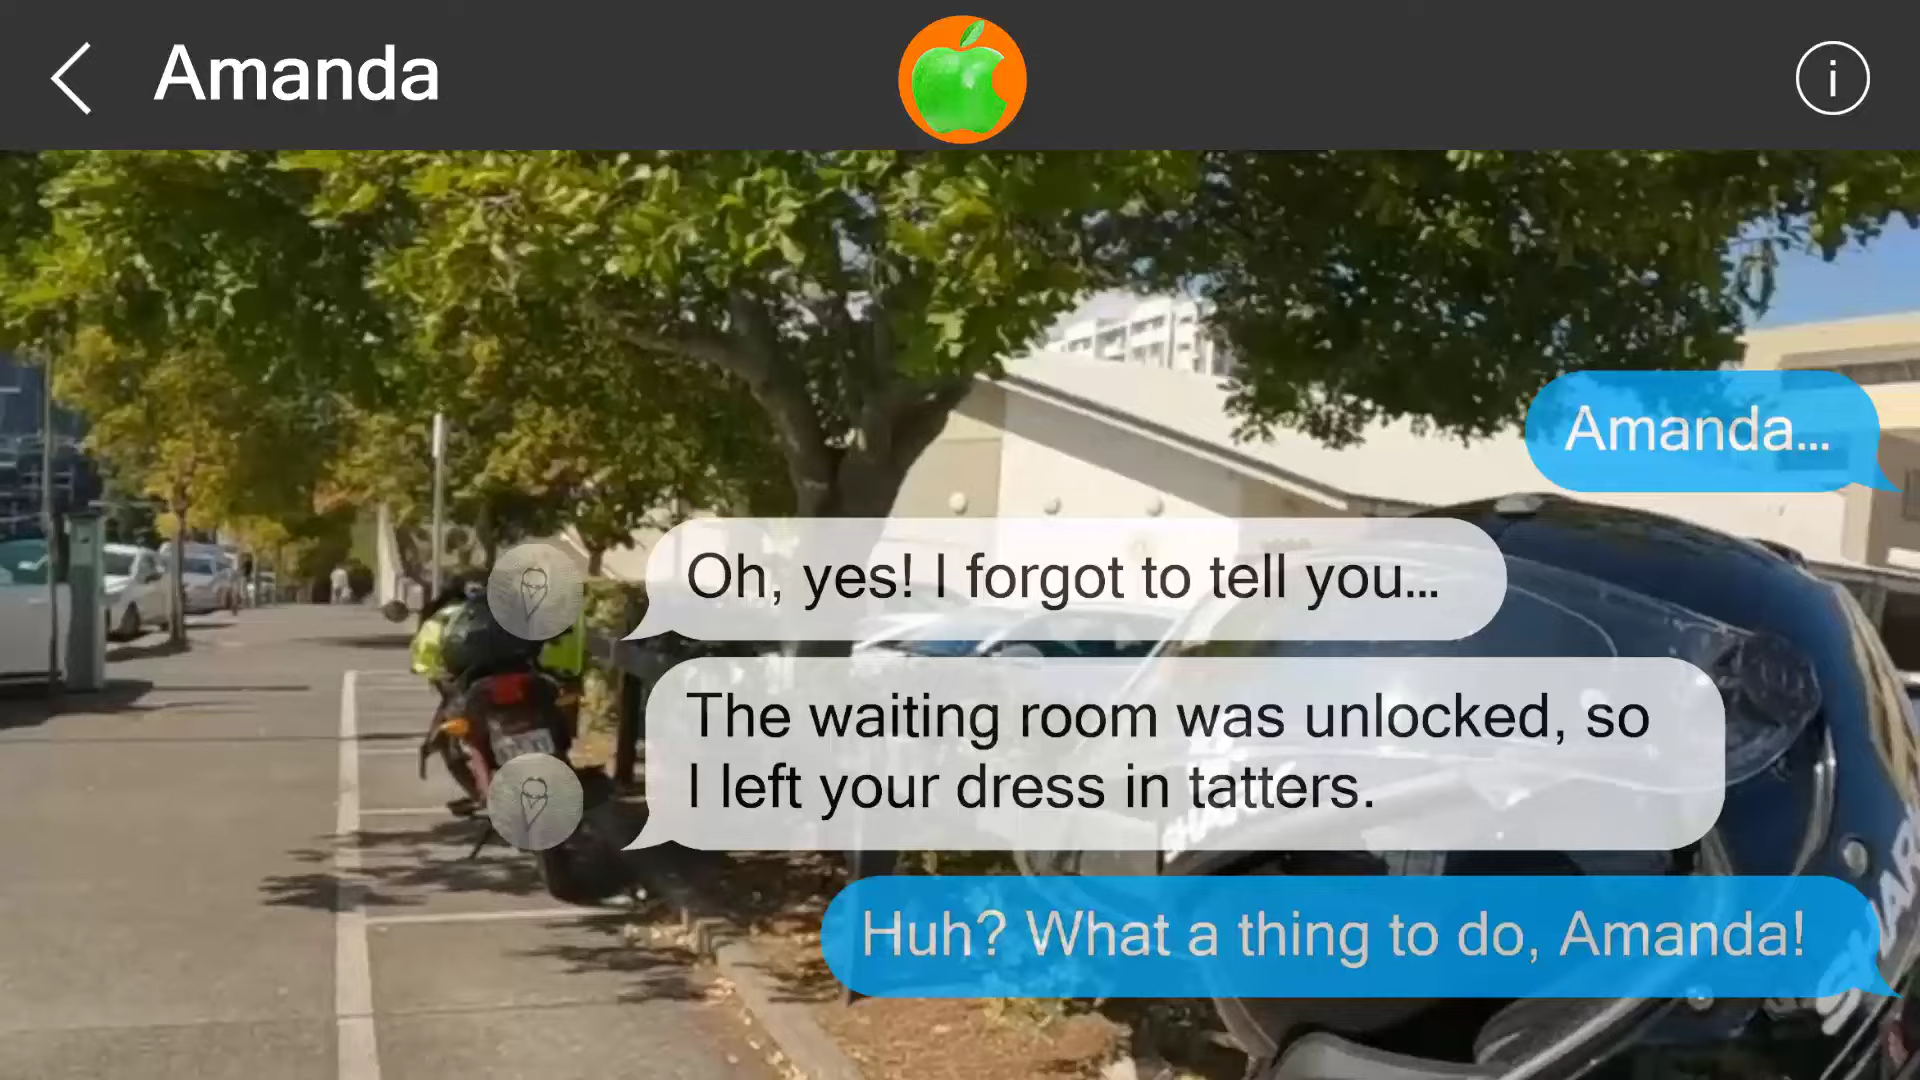 Amanda
i
Amanda...
Oh, yes! I forgot to tell you...
The waiting room was unlocked, so
I left your dress in tatters.
Huh? What a thing to do, Amanda!
SHARK